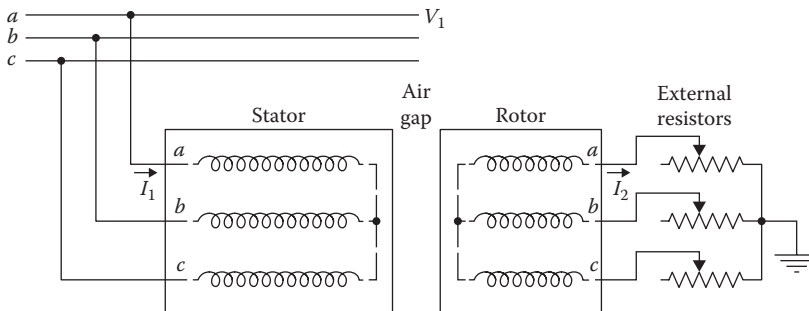 a
V1
b
c
Air gap
External resistors
Stator
Rotor
a
a
I1
I2
b
b
c
c